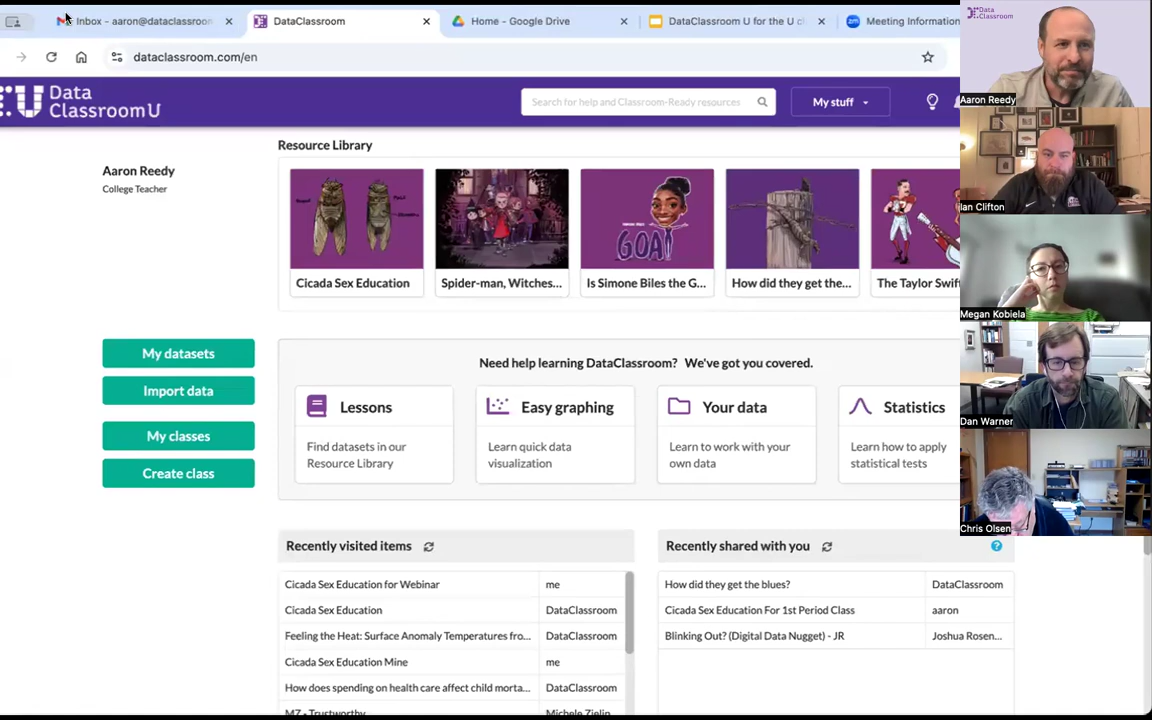 Inbox - aaron@dataclassroom
DataClassroom
Home - Google Drive
DataClassroom U for the U cl
Meeting Information
dataclassroom.com/en
Data
ClassroomU
Search for help and Classroom-Ready resources
My stuff
Resource Library
Aaron Reedy
College Teacher
Cicada Sex Education
Spider-man, Witches...
Is Simone Biles the G...
How did they get the...
The Taylor Swif
GOAT
My datasets
Import data
My classes
Create class
Need help learning DataClassroom? We've got you covered.
Lessons
Find datasets in our
Resource Library
Easy graphing
Learn quick data
visualization
Your data
Learn to work with your
own data
Statistics
Learn how to apply
statistical tests
Recently visited items
Cicada Sex Education for Webinar me
Cicada Sex Education DataClassroom
Feeling the Heat: Surface Anomaly Temperatures fro... DataClassroom
Cicada Sex Education Mine me
How does spending on health care affect child morta... DataClassroom
MZ - Trustworthy Michele Zielin
Recently shared with you
How did they get the blues? DataClassroom
Cicada Sex Education For 1st Period Class aaron
Blinking Out? (Digital Data Nugget) - JR Joshua Rosen...
Data
Classroom
Aaron Reedy
Ian Clifton
Megan Kobiela
Dan Warner
Chris Olsen